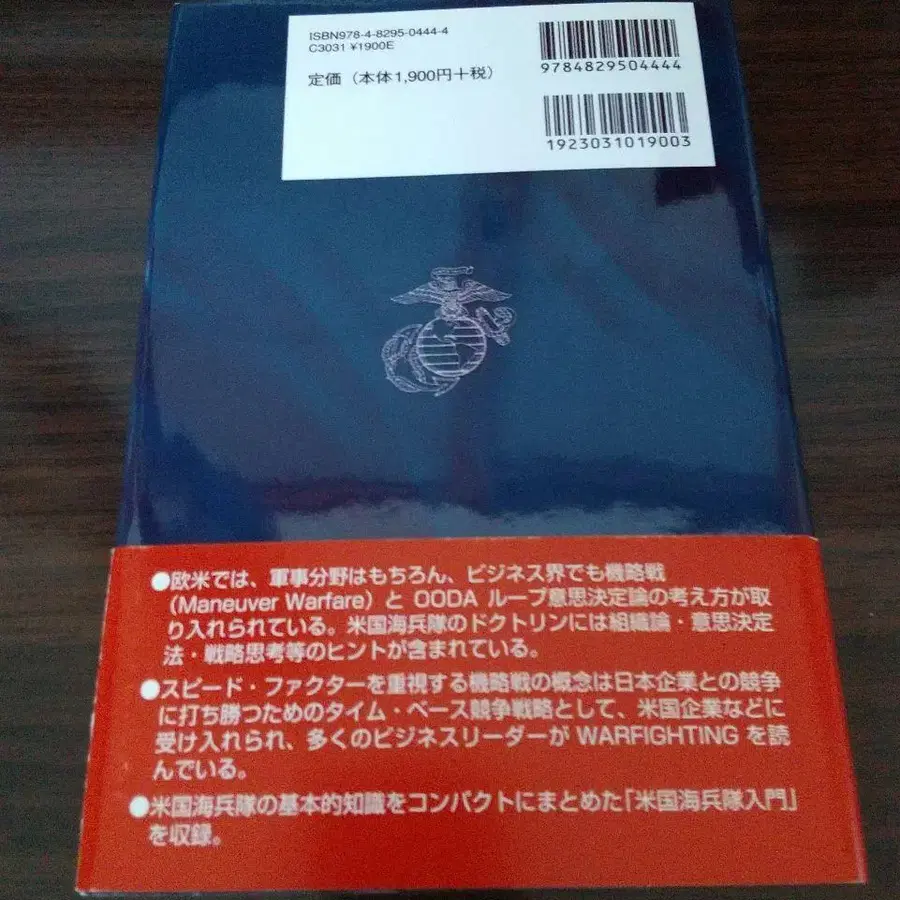 ISBN978-4-8295-0444-4
C3031 ¥1900E
定価（本体1,900円＋税）
9784829504444
1923031019003
●欧米では、軍事分野はもちろん、ビジネス界でも機略戦
（Maneuver Warfare）と OODA ループ意思決定論の考え方が取
り入れられている。米国海兵隊のドクトリンには組織論・意思決定
法・戦略思考等のヒントが含まれている。
●スピード・ファクターを重視する機略戦の概念は日本企業との競争
に打ち勝つためのタイム・ベース競争戦略として、米国企業などに
受け入れられ、多くのビジネスリーダーが WARFIGHTING を読
んでいる。
●米国海兵隊の基本的知識をコンパクトにまとめた「米国海兵隊入門」
を収録。